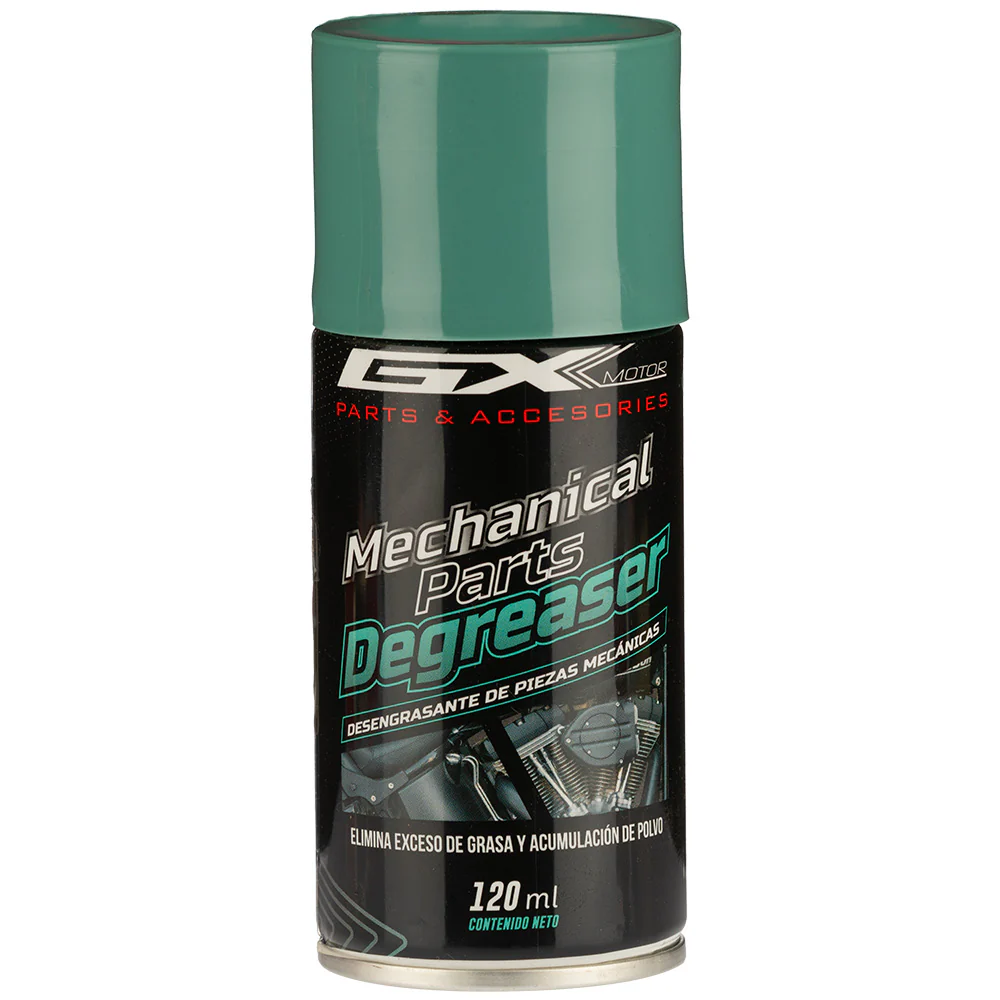 GX MOTOR
PARTS & ACCESORIES
Mechanical
Parts
Degreaser
DESENGRASANTE DE PIEZAS MECÁNICAS
ELIMINA EXCESO DE GRASA Y ACUMULACIÓN DE POLVO
120 ml
CONTENIDO NETO